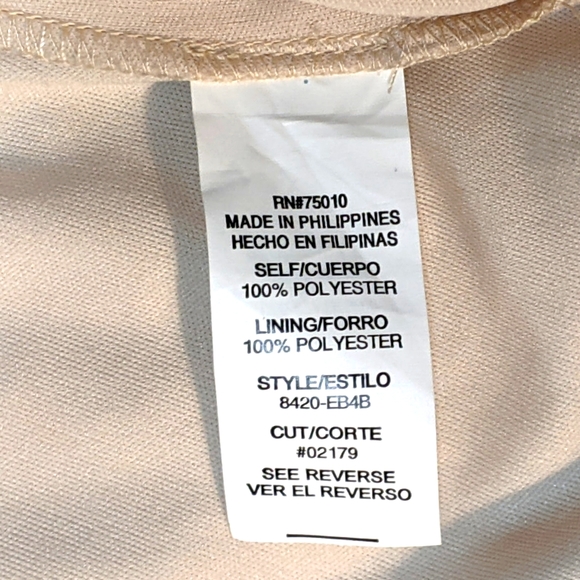 RN#75010
MADE IN PHILIPPINES
HECHO EN FILIPINAS
SELF/CUERPO
100% POLYESTER
LINING/FORRO
100% POLYESTER
STYLE/ESTILO
8420-EB4B
CUT/CORTE
#02179
SEE REVERSE
VER EL REVERSO